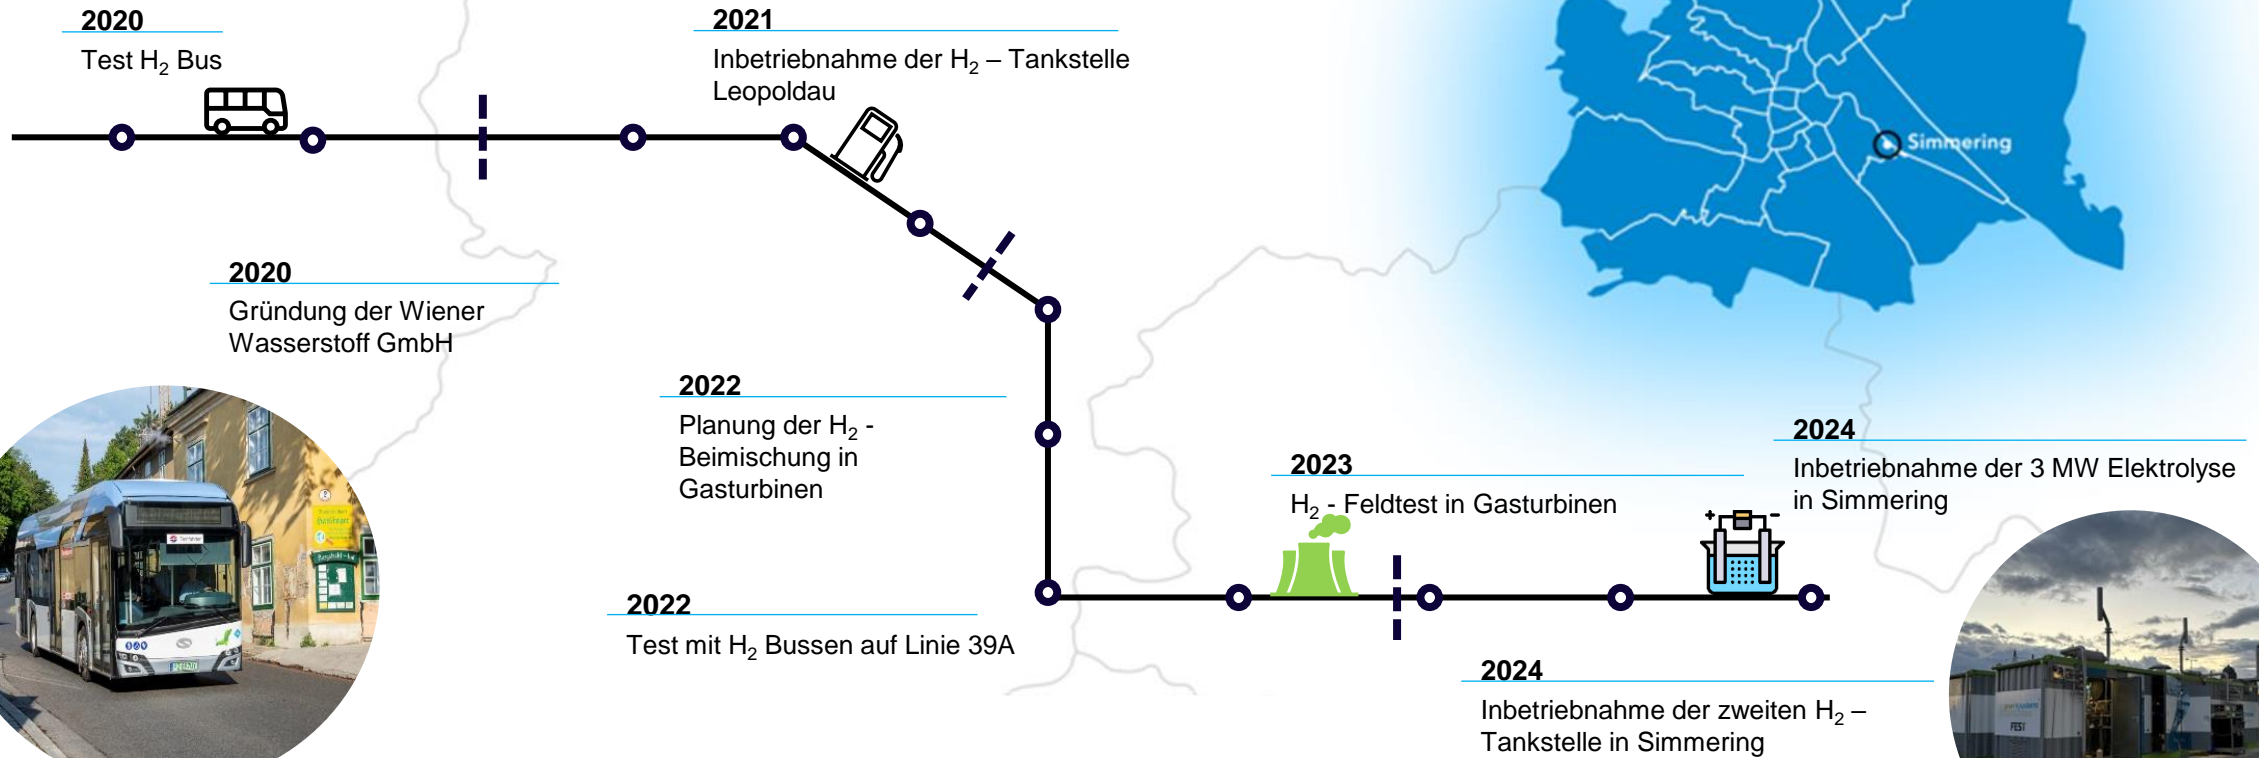 2020
Test H₂ Bus
2021
Inbetriebnahme der H₂ – Tankstelle
Leopoldau
Simmering
2020
Gründung der Wiener
Wasserstoff GmbH
2022
Planung der H₂ -
Beimischung in
Gasturbinen
2022
Test mit H₂ Bussen auf Linie 39A
2023
H₂ - Feldtest in Gasturbinen
2024
Inbetriebnahme der 3 MW Elektrolyse
in Simmering
+ -
2024
Inbetriebnahme der zweiten H₂ –
Tankstelle in Simmering